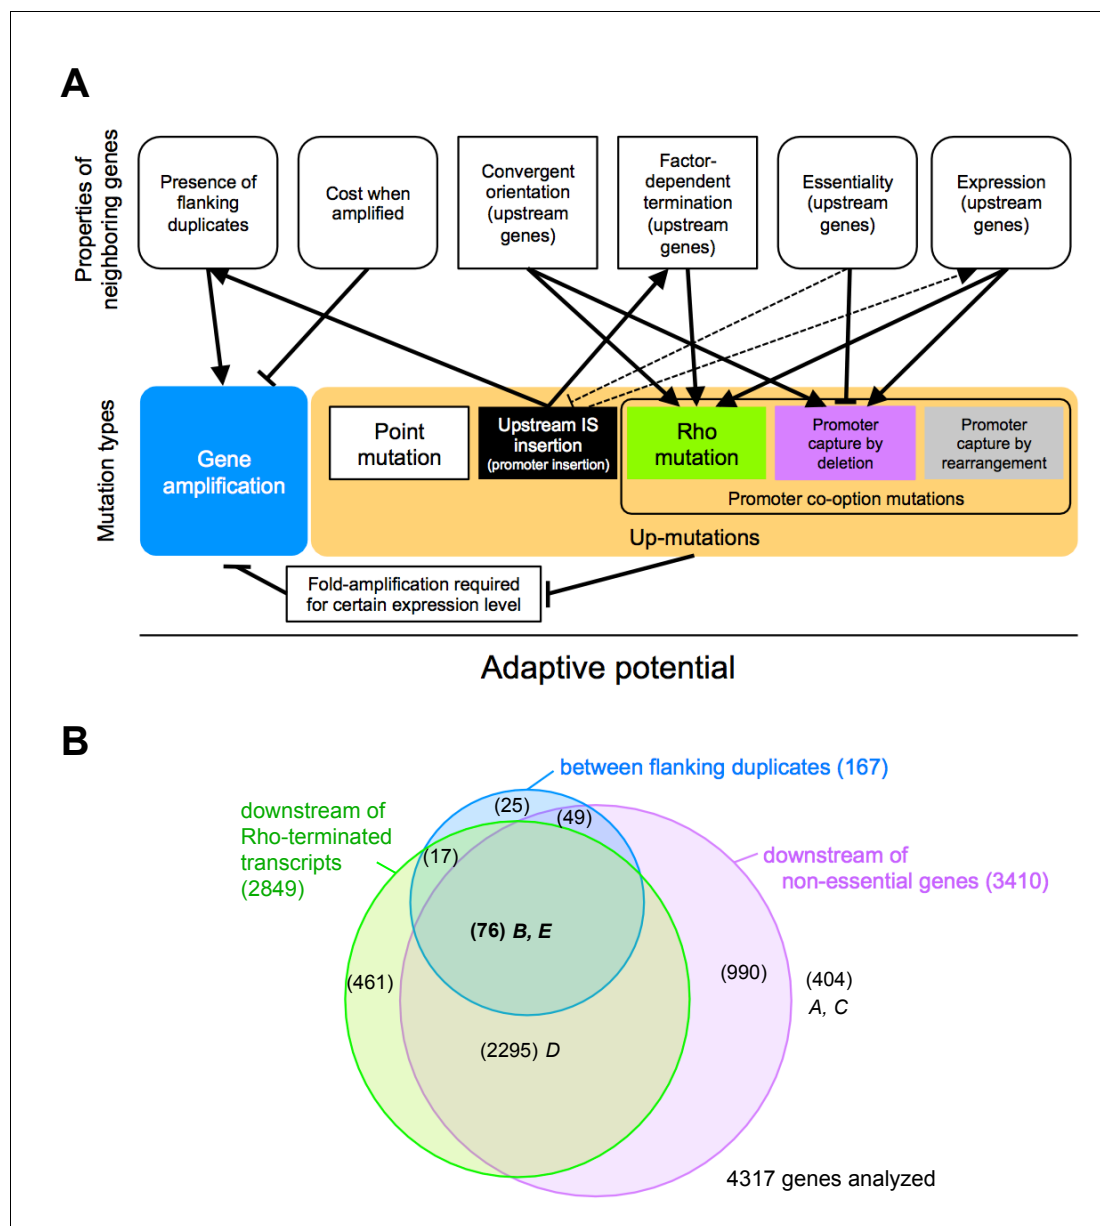 A
Properties of
neighboring genes
Presence of
flanking
duplicates
Cost when
amplified
Convergent
orientation
(upstream
genes)
Factor-
dependent
termination
(upstream
genes)
Essentiality
(upstream
genes)
Expression
(upstream
genes)
Mutation types
Gene
amplification
Point
mutation
Upstream IS
insertion
(promoter insertion)
Rho
mutation
Promoter
capture by
deletion
Promoter
capture by
rearrangement
Promoter co-option mutations
Up-mutations
Fold-amplification required
for certain expression level
Adaptive potential
B
between flanking duplicates (167)
downstream of
Rho-terminated
transcripts
(2849)
(25)
(49)
(17)
downstream of
non-essential genes (3410)
(76) B, E
(461)
(990)
(404)
A, C
(2295) D
4317 genes analyzed